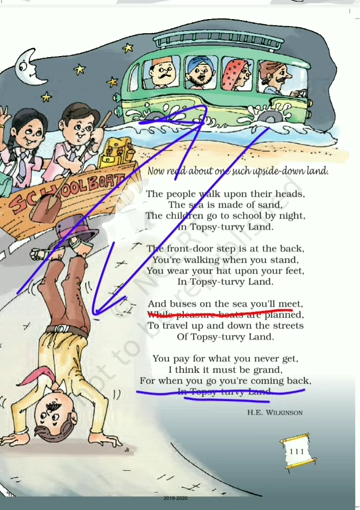 SCHOOL BOAT
Now read about one such upside-down land.
The people walk upon their heads,
The sea is made of sand,
The children go to school by night,
In Topsy-turvy Land.
The front-door step is at the back,
You're walking when you stand,
You wear your hat upon your feet,
In Topsy-turvy Land.
And buses on the sea you'll meet,
While pleasure boats are planned,
To travel up and down the streets
Of Topsy-turvy Land.
You pay for what you never get,
I think it must be grand,
For when you go you're coming back,
In Topsy-turvy Land.
H.E. WILKINSON
111
2019-2020